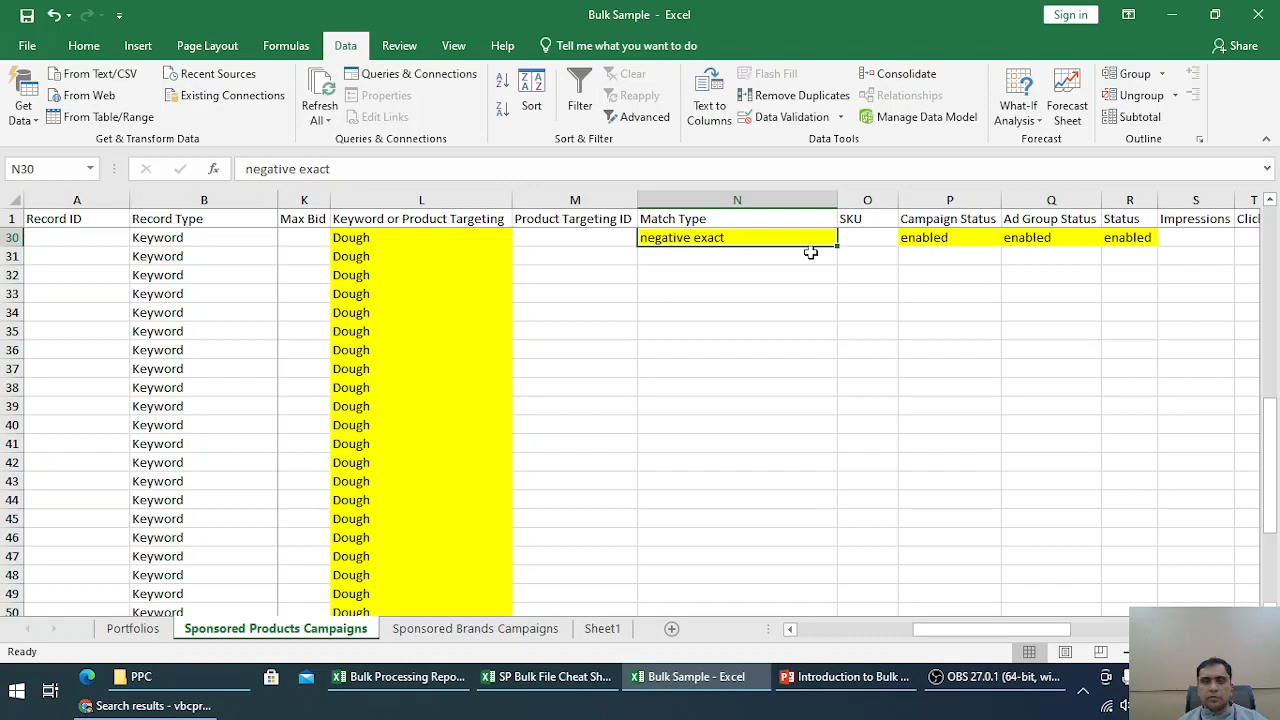 Bulk Sample - Excel
Sign in
File Home Insert Page Layout Formulas Data Review View Help Tell me what you want to do Share
Get Data From Text/CSV From Web From Table/Range Recent Sources Existing Connections
Get & Transform Data
Refresh All Queries & Connections Properties Edit Links
Queries & Connections
Sort Filter Clear Reapply Advanced
Sort & Filter
Text to Columns Flash Fill Remove Duplicates Data Validation Consolidate Relationships Manage Data Model
Data Tools
What-If Analysis Forecast Sheet
Forecast
Group Ungroup Subtotal
Outline
N30 fx negative exact
A B K L M N O P Q R S T
1 Record ID Record Type Max Bid Keyword or Product Targeting Product Targeting ID Match Type SKU Campaign Status Ad Group Status Status Impressions Clic
30 Keyword Dough negative exact enabled enabled enabled
31 Keyword Dough
32 Keyword Dough
33 Keyword Dough
34 Keyword Dough
35 Keyword Dough
36 Keyword Dough
37 Keyword Dough
38 Keyword Dough
39 Keyword Dough
40 Keyword Dough
41 Keyword Dough
42 Keyword Dough
43 Keyword Dough
44 Keyword Dough
45 Keyword Dough
46 Keyword Dough
47 Keyword Dough
48 Keyword Dough
49 Keyword Dough
50 Keyword Dough
Portfolios Sponsored Products Campaigns Sponsored Brands Campaigns Sheet1
Ready
PPC Bulk Processing Repo... SP Bulk File Cheat Sh... Bulk Sample - Excel Introduction to Bulk ... OBS 27.0.1 (64-bit, wi...
Search results - vbcpr...